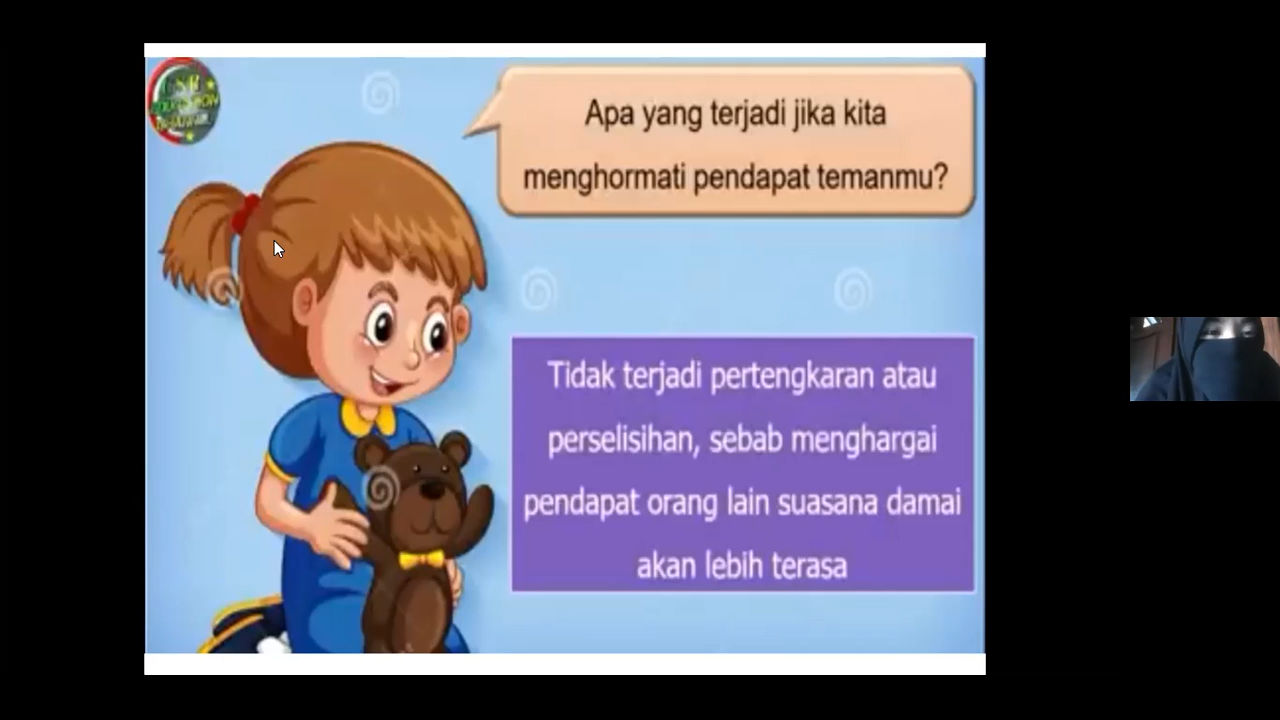 Apa yang terjadi jika kita
menghormati pendapat temanmu?
Tidak terjadi pertengkaran atau
perselisihan, sebab menghargai
pendapat orang lain suasana damai
akan lebih terasa